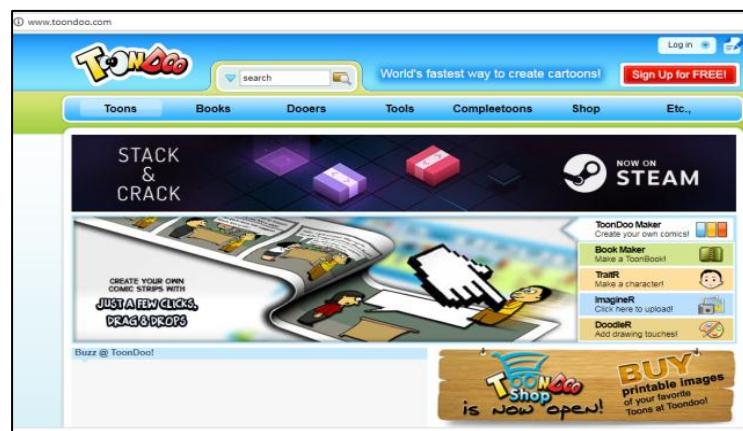 www.toondoo.com
Log in
TOONDOO
search
World's fastest way to create cartoons!
Sign Up for FREE!
Toons Books Dooers Tools Compleetoons Shop Etc.,
STACK
&
CRACK
NOW ON
STEAM
CREATE YOUR OWN
COMIC STRIPS WITH
JUST A FEW CLICKS,
DRAG & DROPS
ToonDoo Maker
Create your own comics!
Book Maker
Make a ToonBook!
TraitR
Make a character!
ImagineR
Click here to upload!
DoodleR
Add drawing touches!
Buzz @ ToonDoo!
TOONDOO
Shop
is now open!
BUY
printable images
of your favorite
Toons at Toondoo!